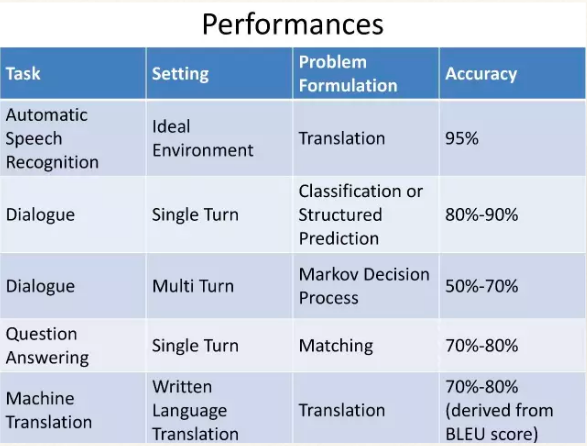 Performances
Task
Setting
Problem
Formulation
Accuracy
Automatic
Speech
Recognition
Ideal
Environment
Translation
95%
Dialogue
Single Turn
Classification or
Structured
Prediction
80%-90%
Dialogue
Multi Turn
Markov Decision
Process
50%-70%
Question
Answering
Single Turn
Matching
70%-80%
Machine
Translation
Written
Language
Translation
Translation
70%-80%
(derived from
BLEU score)